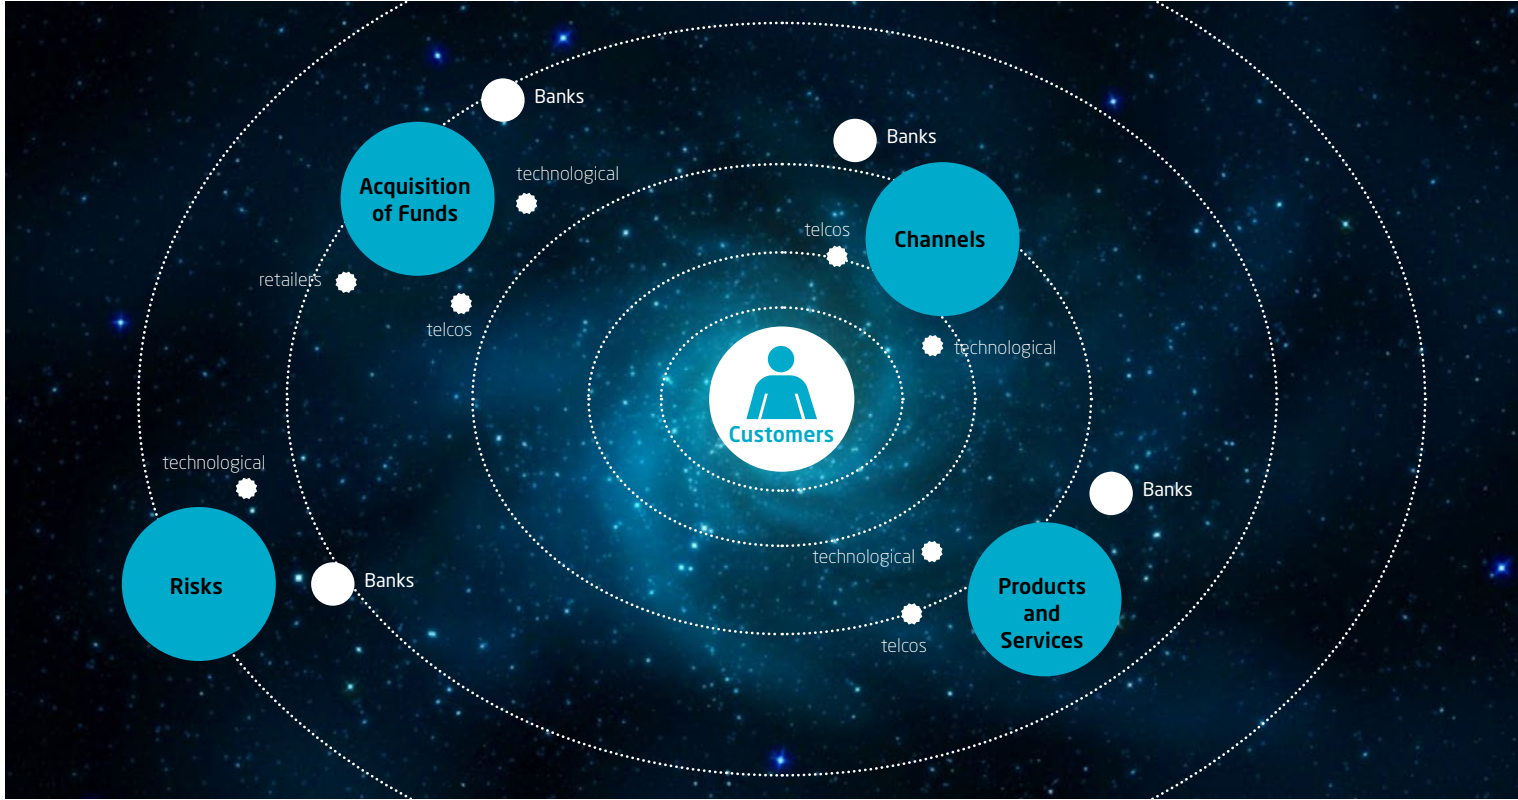 Banks
Acquisition
of Funds
technological
retailers
telcos
Banks
Channels
telcos
technological
Customers
technological
Risks
Banks
Banks
technological
Products
and
Services
telcos